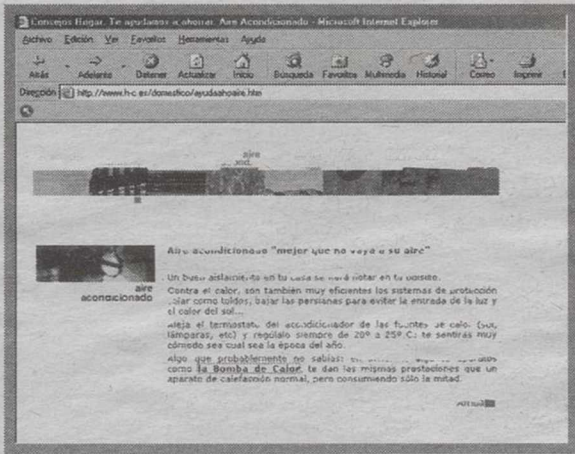 Consejos Hogar. Te ayudamos a ahorrar. Aire Acondicionado - Microsoft Internet Explorer
Archivo Edición Ver Favoritos Herramientas Ayuda
Atrás Adelante Detener Actualizar Inicio Búsqueda Favoritos Multimedia Historial Correo Imprimir
Dirección http://www.h-c.es/domestico/ayudaahoaire.htm
aire
Aire acondicionado "mejor que no vaya a su aire"
Un buen aislamiento en tu casa se hará notar en tu bolsillo.
aire
acondicionado
Contra el calor, son también muy eficientes los sistemas de protección
solar como toldos, bajar las persianas para evitar la entrada de la luz y
el calor del sol...
Aleja el termostato del acondicionador de las fuentes de calor (sol,
lámparas, etc) y regúlalo siempre de 20º a 25º C.: te sentirás muy
cómodo sea cual sea la época del año.
Algo que probablemente no sabías:
como la Bomba de Calor, te dan las mismas prestaciones que un
aparato de calefacción normal, pero consumiendo sólo la mitad.